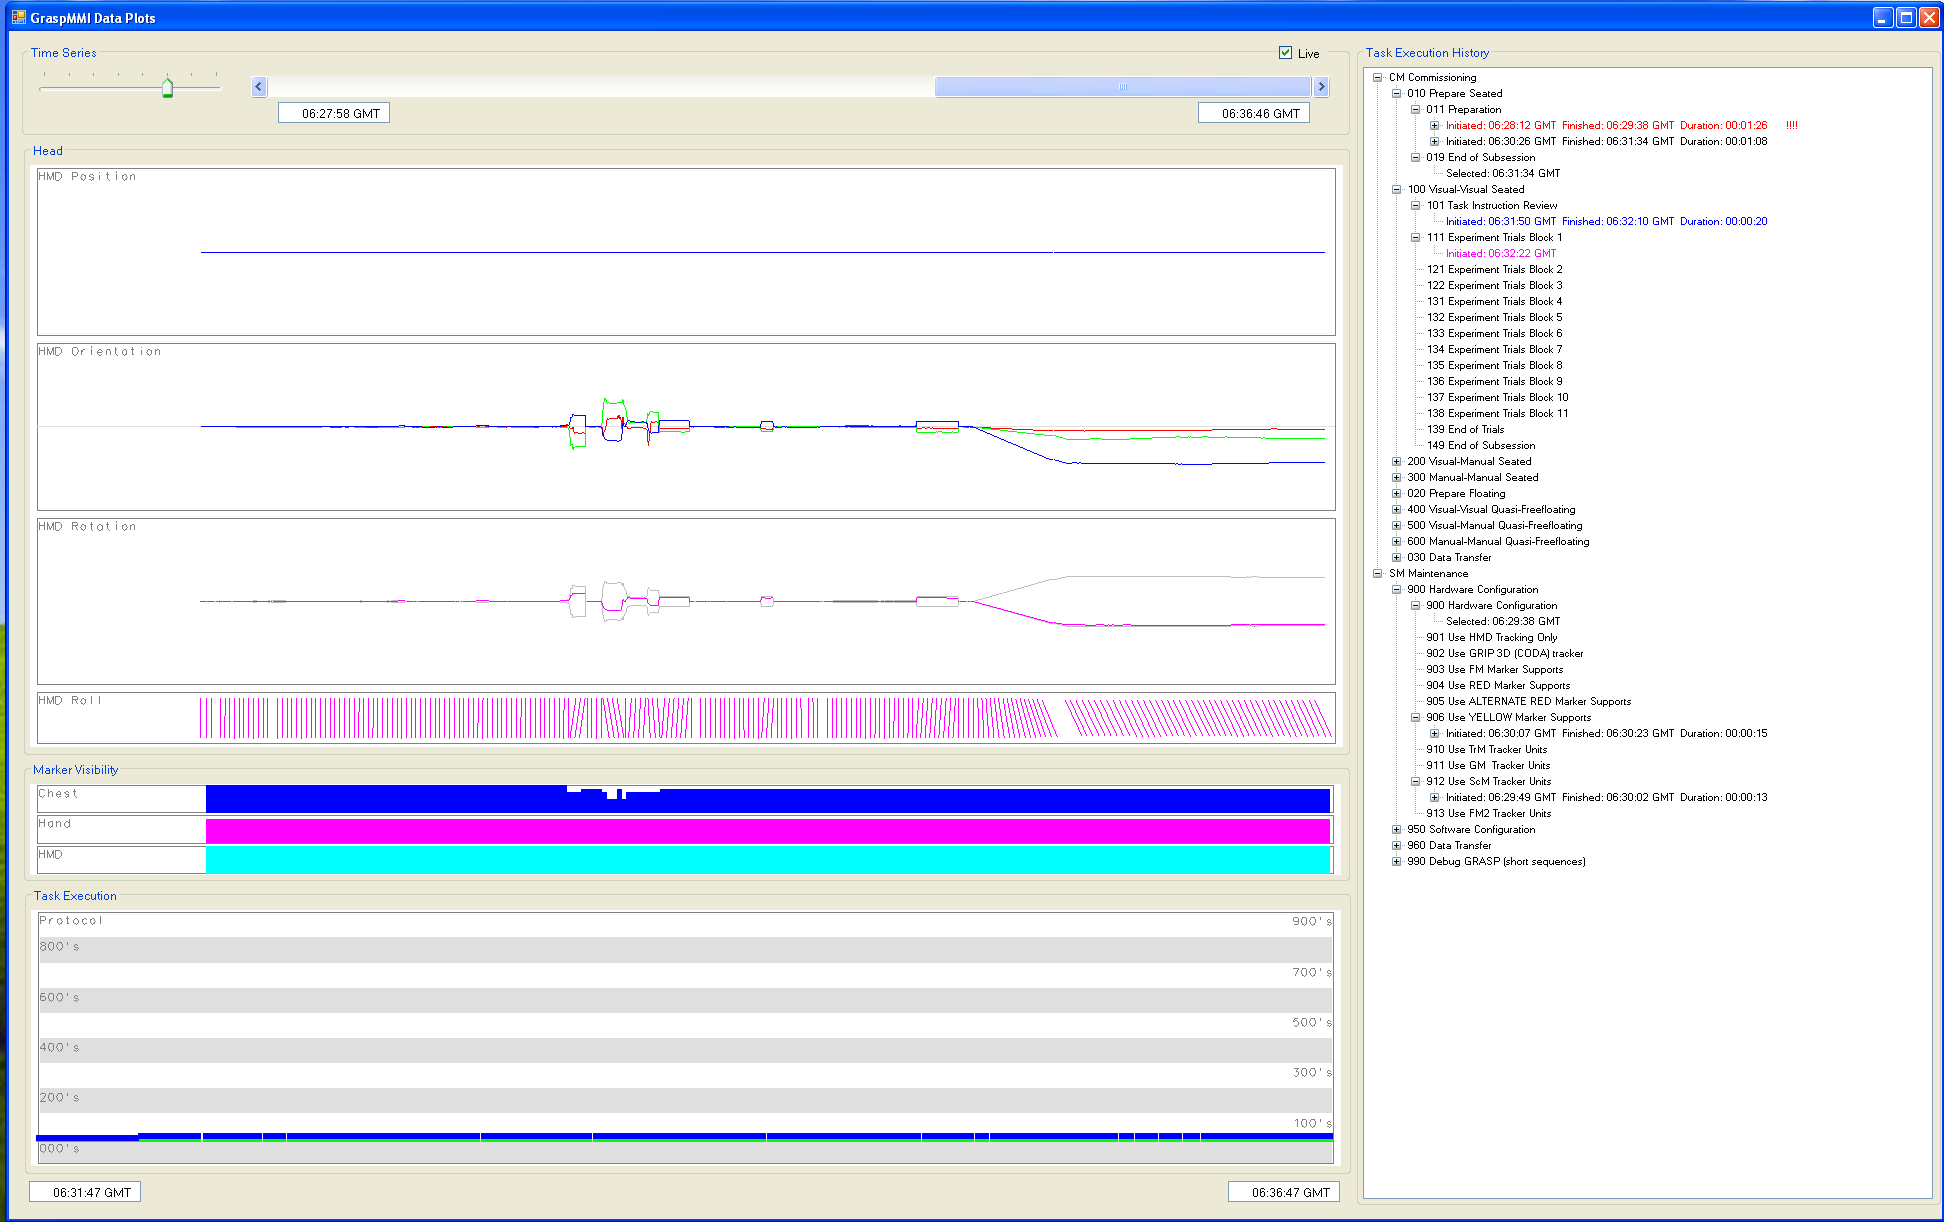 GraspMMI Data Plots
Time Series
Live
06:27:58 GMT
06:36:46 GMT
Head
HMD Position
HMD Orientation
HMD Rotation
HMD Roll
Marker Visibility
Chest
Hand
HMD
Task Execution
Protocol
900's
800's
700's
600's
500's
400's
300's
200's
100's
000's
06:31:47 GMT
06:36:47 GMT
Task Execution History
CM Commissioning
010 Prepare Seated
011 Preparation
Initiated: 06:28:12 GMT Finished: 06:29:38 GMT Duration: 00:01:26 !!!!
Initiated: 06:30:26 GMT Finished: 06:31:34 GMT Duration: 00:01:08
019 End of Subsession
Selected: 06:31:34 GMT
100 Visual-Visual Seated
101 Task Instruction Review
Initiated: 06:31:50 GMT Finished: 06:32:10 GMT Duration: 00:00:20
111 Experiment Trials Block 1
Initiated: 06:32:22 GMT
121 Experiment Trials Block 2
122 Experiment Trials Block 3
131 Experiment Trials Block 4
132 Experiment Trials Block 5
133 Experiment Trials Block 6
134 Experiment Trials Block 7
135 Experiment Trials Block 8
136 Experiment Trials Block 9
137 Experiment Trials Block 10
138 Experiment Trials Block 11
139 End of Trials
149 End of Subsession
200 Visual-Manual Seated
300 Manual-Manual Seated
020 Prepare Floating
400 Visual-Visual Quasi-Freefloating
500 Visual-Manual Quasi-Freefloating
600 Manual-Manual Quasi-Freefloating
030 Data Transfer
SM Maintenance
900 Hardware Configuration
900 Hardware Configuration
Selected: 06:29:38 GMT
901 Use HMD Tracking Only
902 Use GRIP 3D (CODA) tracker
903 Use FM Marker Supports
904 Use RED Marker Supports
905 Use ALTERNATE RED Marker Supports
906 Use YELLOW Marker Supports
Initiated: 06:30:07 GMT Finished: 06:30:23 GMT Duration: 00:00:15
910 Use TrM Tracker Units
911 Use GM Tracker Units
912 Use ScM Tracker Units
Initiated: 06:29:49 GMT Finished: 06:30:02 GMT Duration: 00:00:13
913 Use FM2 Tracker Units
950 Software Configuration
960 Data Transfer
990 Debug GRASP (short sequences)